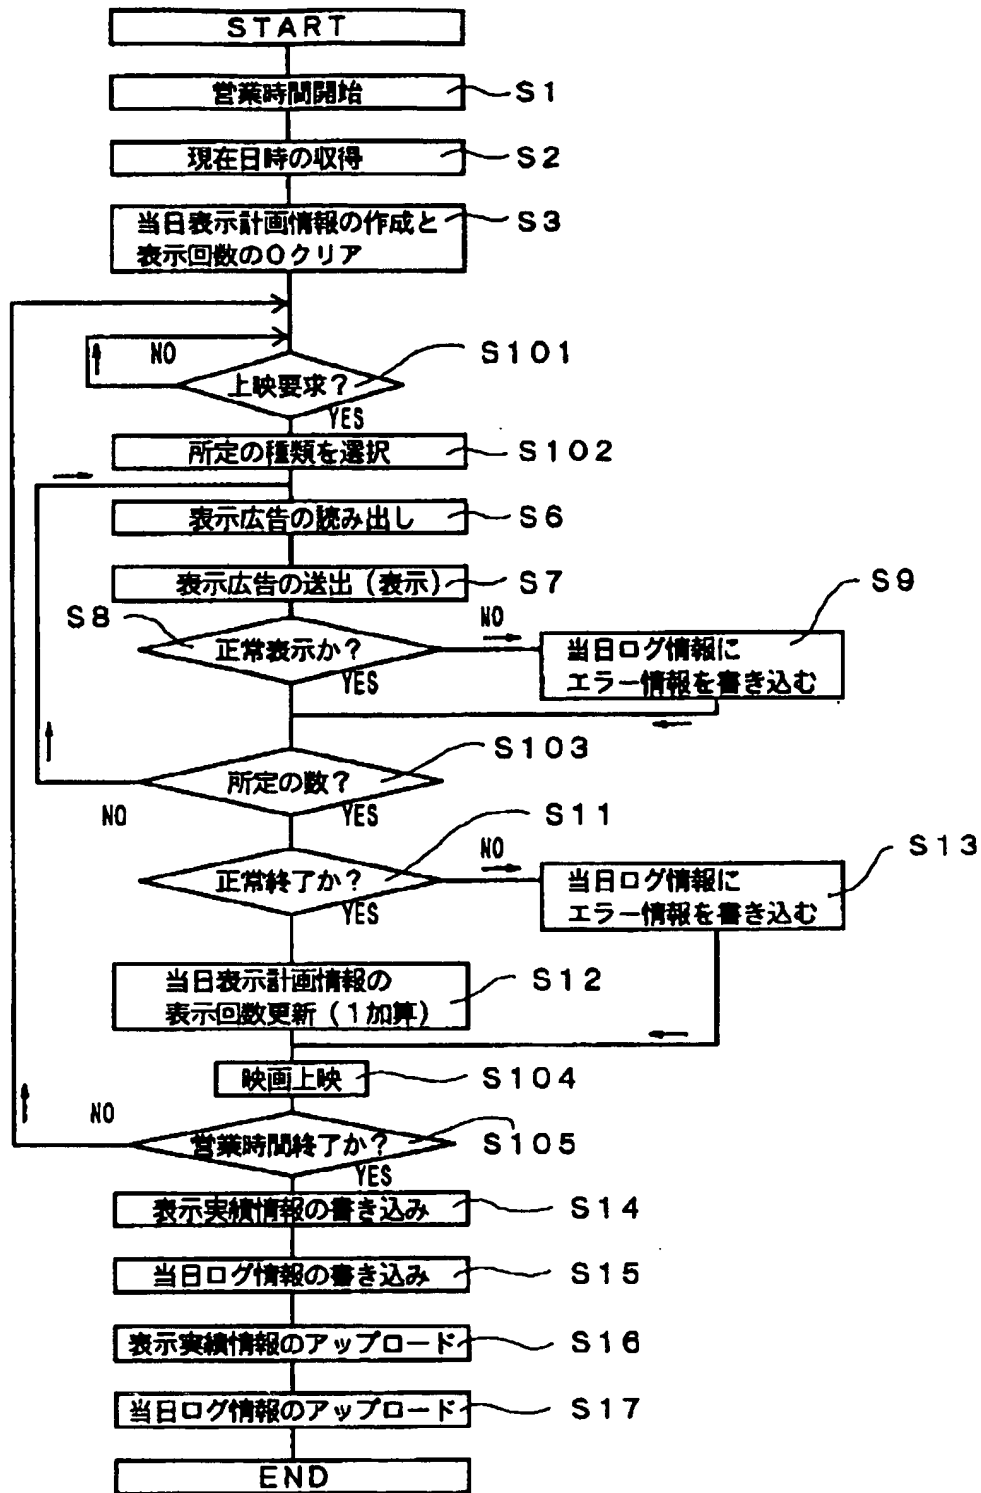 START
営業時間開始
S1
現在日時の取得
S2
当日表示計画情報の作成と
表示回数の0クリア
S3
NO
上映要求?
S101
YES
所定の種類を選択
S102
表示広告の読み出し
S6
表示広告の送出(表示)
S7
S8
正常表示か?
NO
YES
当日ログ情報に
エラー情報を書き込む
S9
所定の数?
S103
NO
YES
正常終了か?
S11
NO
YES
当日ログ情報に
エラー情報を書き込む
S13
当日表示計画情報の
表示回数更新(1加算)
S12
映画上映
S104
NO
営業時間終了か?
S105
YES
表示実績情報の書き込み
S14
当日ログ情報の書き込み
S15
表示実績情報のアップロード
S16
当日ログ情報のアップロード
S17
END